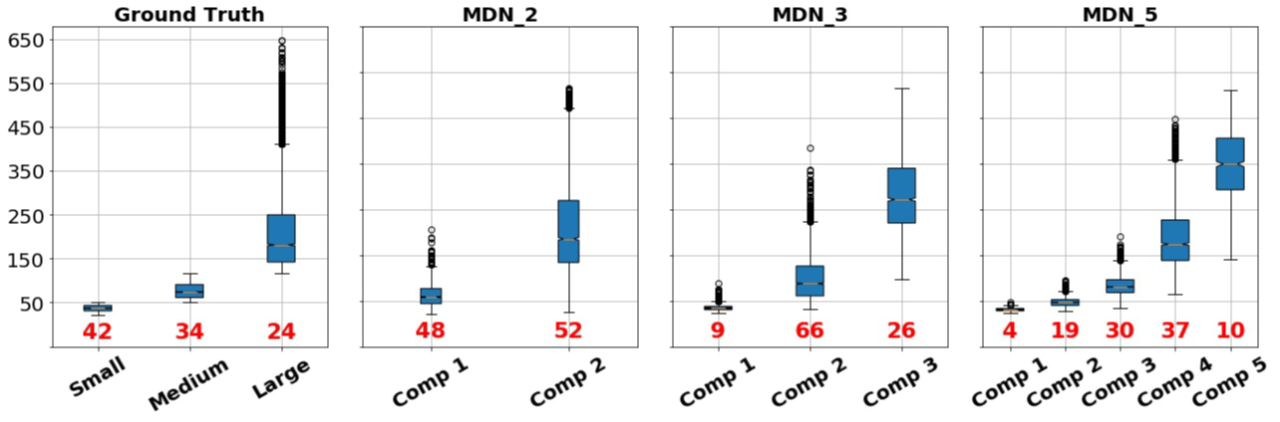 Ground Truth
MDN_2
MDN_3
MDN_5
650
550
450
350
250
150
50
42
34
24
48
52
9
66
26
4
19
30
37
10
Small
Medium
Large
Comp 1
Comp 2
Comp 1
Comp 2
Comp 3
Comp 1
Comp 2
Comp 3
Comp 4
Comp 5